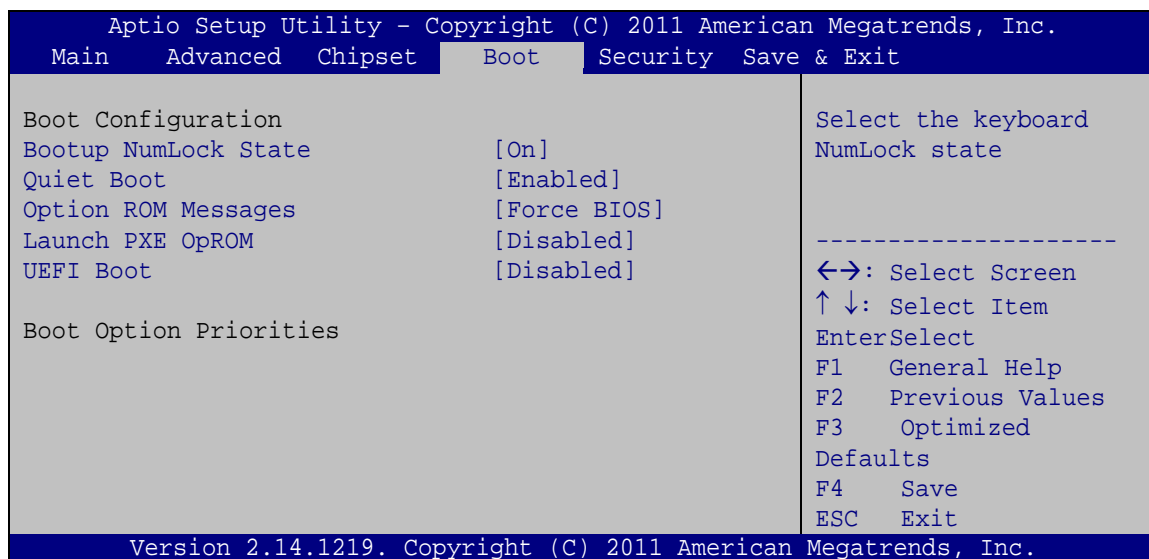 Aptio Setup Utility – Copyright (C) 2011 American Megatrends, Inc.
Main Advanced Chipset Boot Security Save & Exit
Boot Configuration
Bootup NumLock State [On]
Quiet Boot [Enabled]
Option ROM Messages [Force BIOS]
Launch PXE OpROM [Disabled]
UEFI Boot [Disabled]
Boot Option Priorities
Select the keyboard
NumLock state
---------------------
←→: Select Screen
↑ ↓: Select Item
EnterSelect
F1 General Help
F2 Previous Values
F3 Optimized
Defaults
F4 Save
ESC Exit
Version 2.14.1219. Copyright (C) 2011 American Megatrends, Inc.